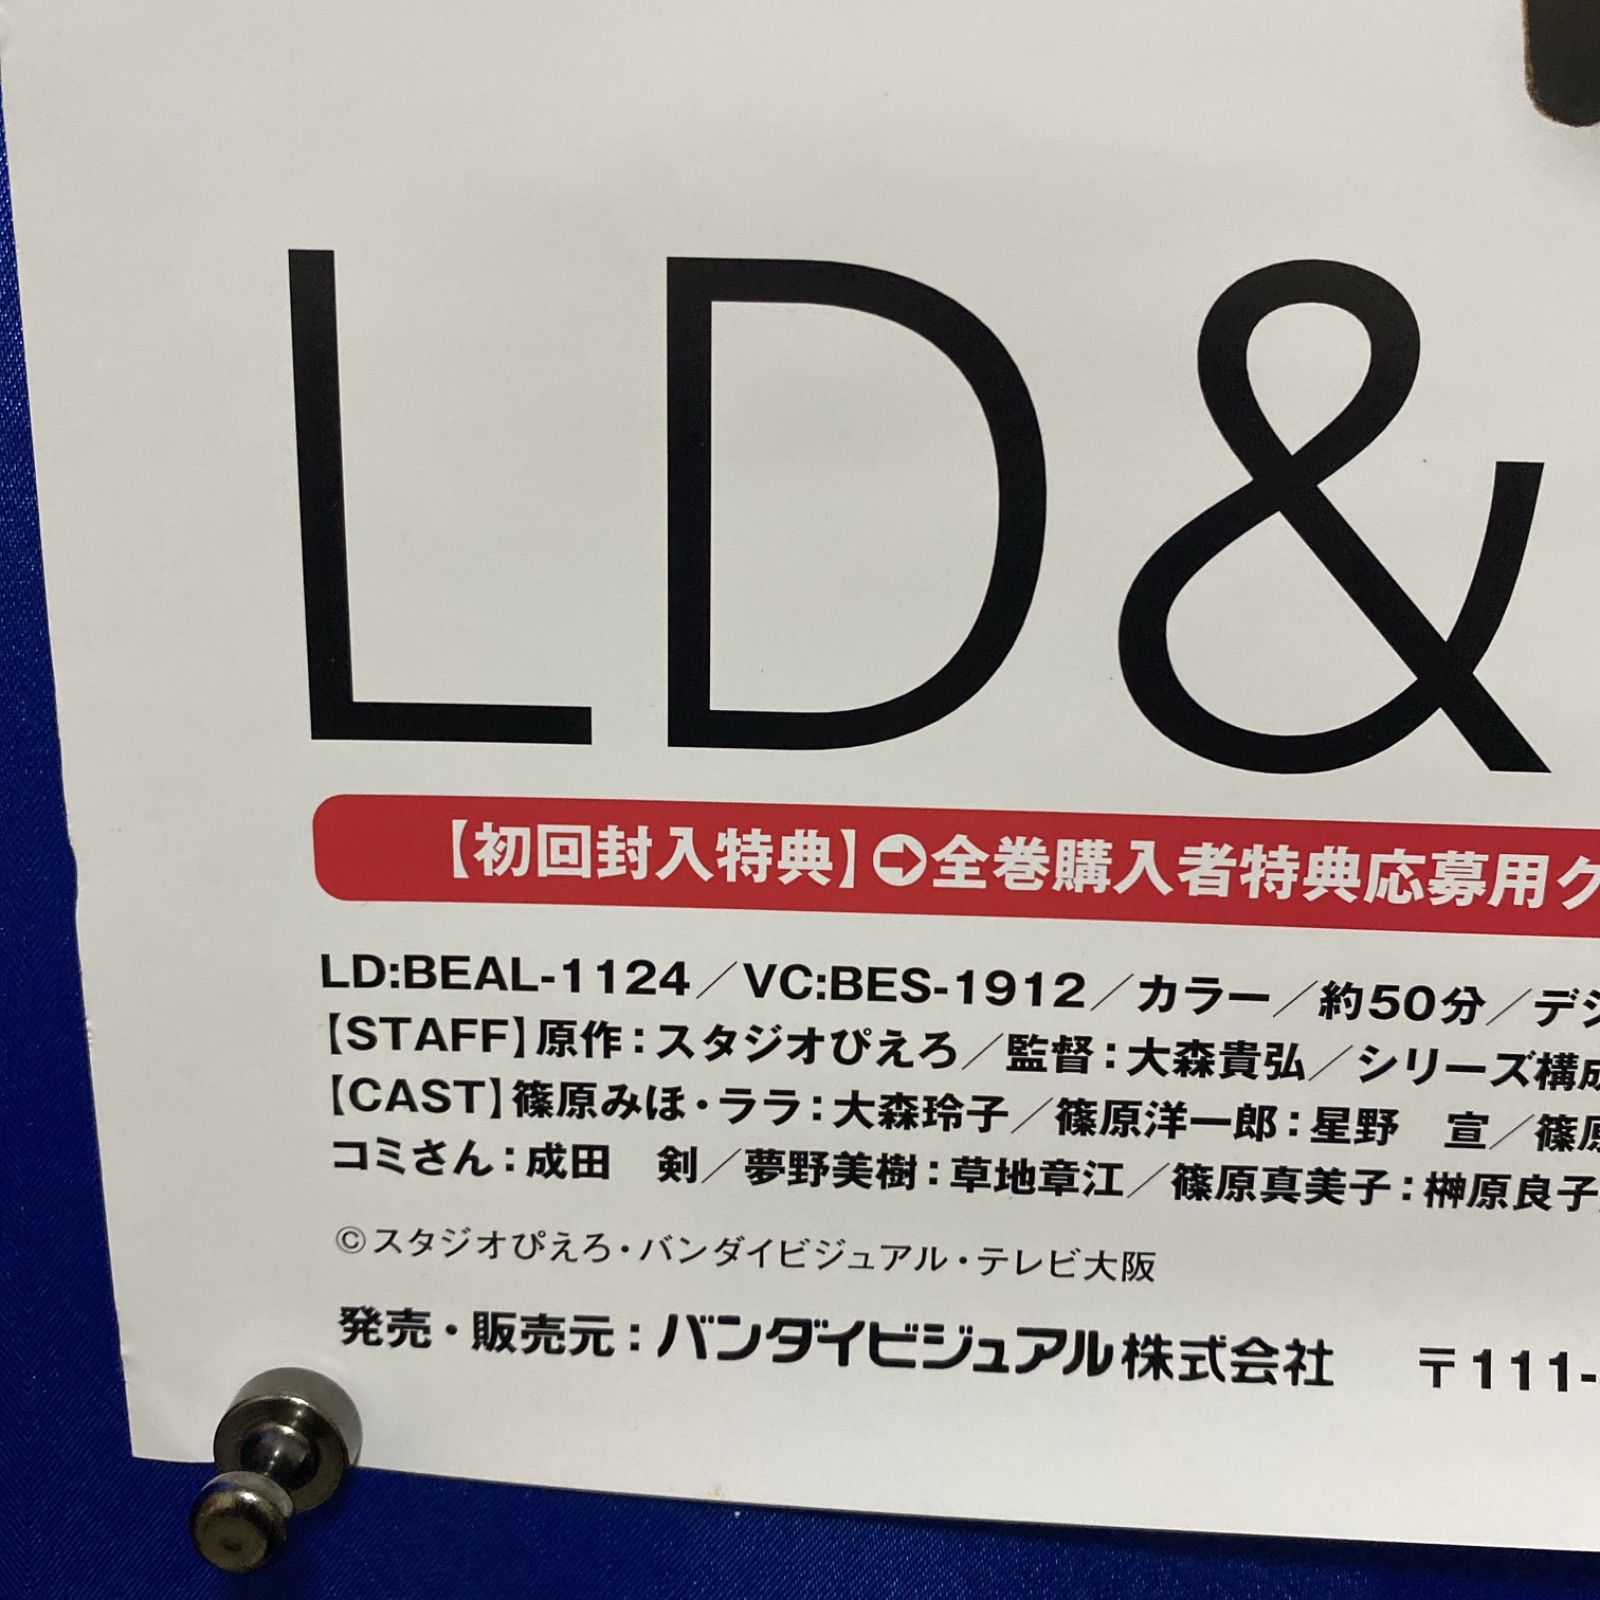 LD&
【初回封入特典】➡全巻購入者特典応募用ク
LD:BEAL-1124／VC:BES-1912／カラー／約50分／デジ
【STAFF】原作：スタジオぴえろ／監督：大森貴弘／シリーズ構成
【CAST】篠原みほ・ララ：大森玲子／篠原洋一郎：星野　宣／篠原
コミさん：成田　剣／夢野美樹：草地章江／篠原真美子：榊原良子
©スタジオぴえろ・バンダイビジュアル・テレビ大阪
発売・販売元：バンダイビジュアル株式会社　〒111-